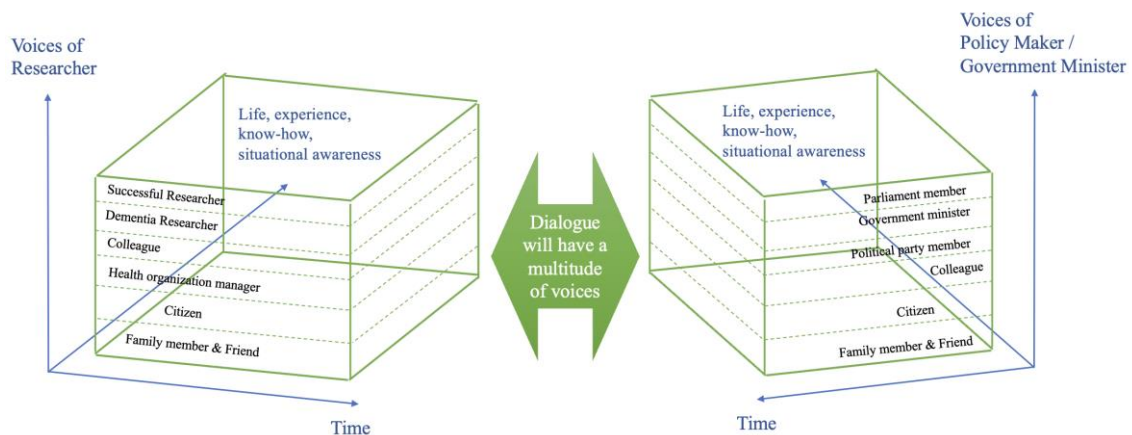 Voices of
Researcher
Life, experience,
know-how,
situational awareness
Successful Researcher
Dementia Researcher
Colleague
Health organization manager
Citizen
Family member & Friend
Time
Dialogue
will have a
multitude
of voices
Voices of
Policy Maker /
Government Minister
Life, experience,
know-how,
situational awareness
Parliament member
Government minister
Political party member
Colleague
Citizen
Family member & Friend
Time